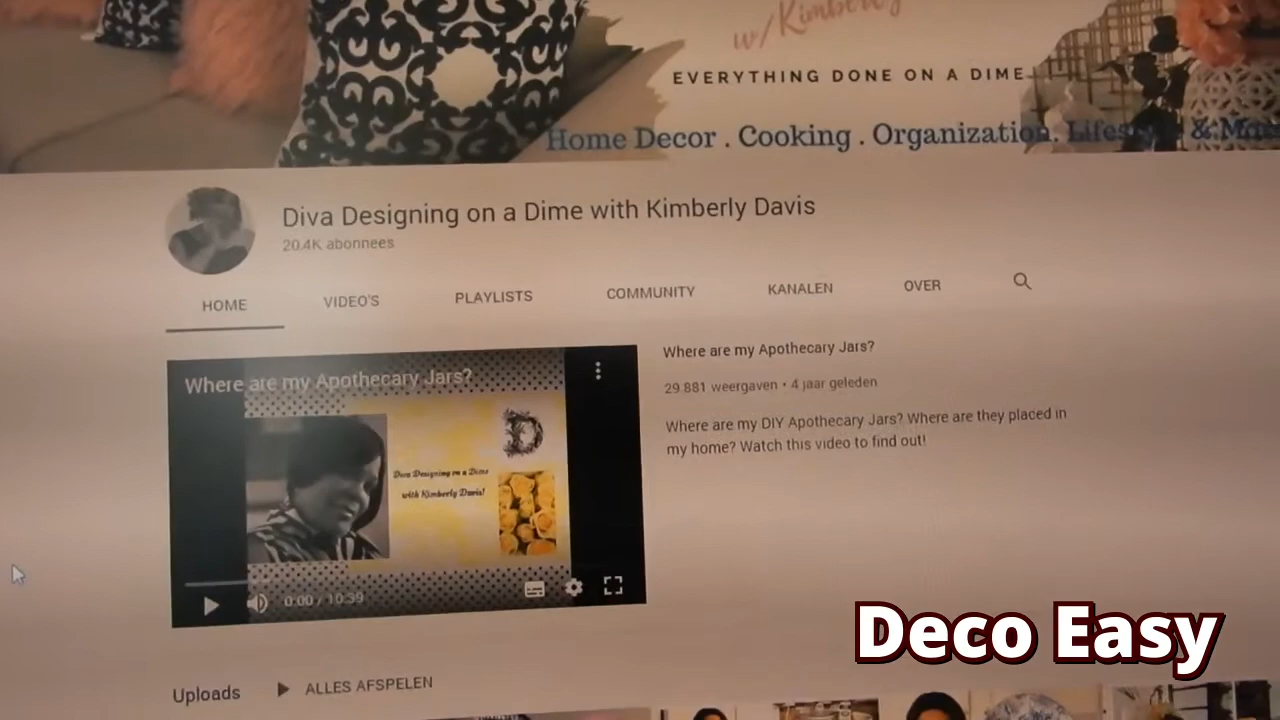 w/Kimberly
EVERYTHING DONE ON A DIME
Home Decor . Cooking . Organization. Lifestyle & More
Diva Designing on a Dime with Kimberly Davis
20.4K abonnees
HOME VIDEO'S PLAYLISTS COMMUNITY KANALEN OVER
Where are my Apothecary Jars?
29.881 weergaven • 4 jaar geleden
Where are my DIY Apothecary Jars? Where are they placed in
my home? Watch this video to find out!
Where are my Apothecary Jars?
D
Diva Designing on a Dime
with Kimberly Davis!
0:00 / 10:39
Deco Easy
Uploads ALLES AFSPELEN